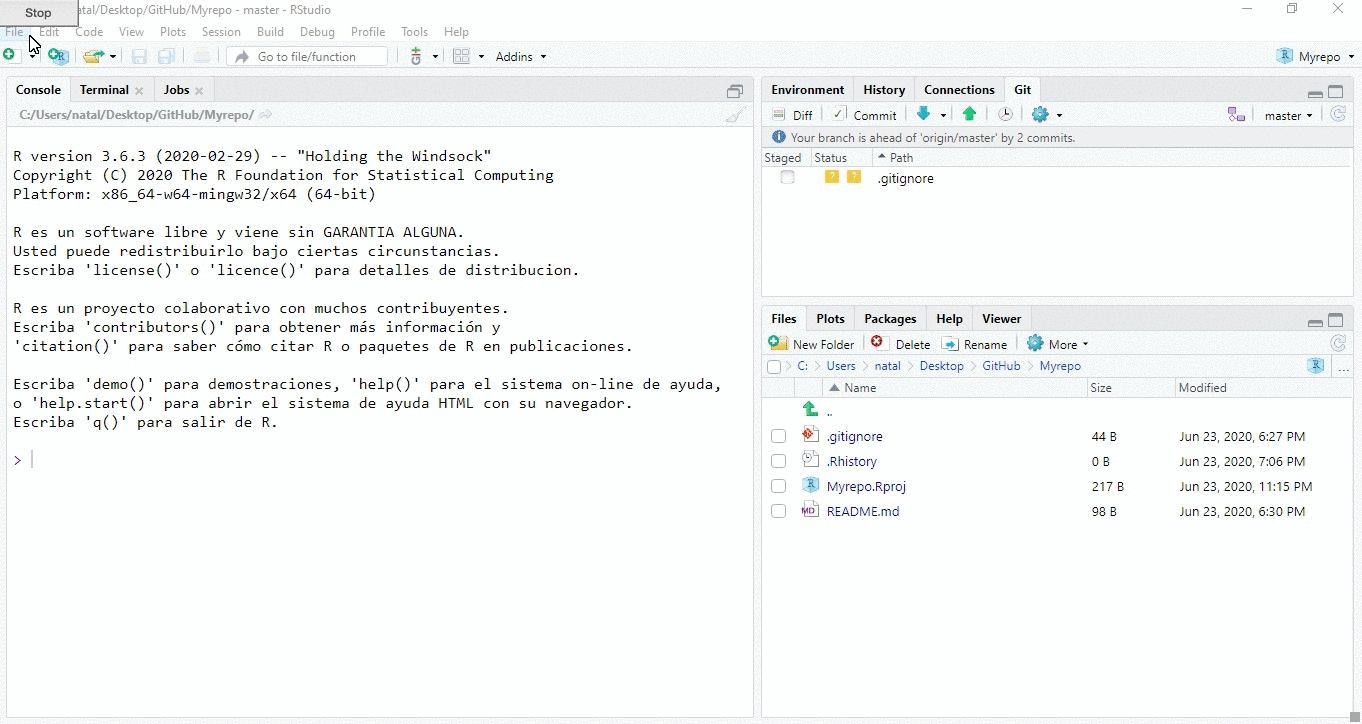 Stop
atal/Desktop/GitHub/Myrepo - master - RStudio
File Edit Code View Plots Session Build Debug Profile Tools Help
Go to file/function Addins Myrepo
Console Terminal Jobs
C:/Users/natal/Desktop/GitHub/Myrepo/
R version 3.6.3 (2020-02-29) -- "Holding the Windsock"
Copyright (C) 2020 The R Foundation for Statistical Computing
Platform: x86_64-w64-mingw32/x64 (64-bit)
R es un software libre y viene sin GARANTIA ALGUNA.
Usted puede redistribuirlo bajo ciertas circunstancias.
Escriba 'license()' o 'licence()' para detalles de distribucion.
R es un proyecto colaborativo con muchos contribuyentes.
Escriba 'contributors()' para obtener más información y
'citation()' para saber cómo citar R o paquetes de R en publicaciones.
Escriba 'demo()' para demostraciones, 'help()' para el sistema on-line de ayuda,
o 'help.start()' para abrir el sistema de ayuda HTML con su navegador.
Escriba 'q()' para salir de R.
>
Environment History Connections Git
Diff Commit master
Your branch is ahead of 'origin/master' by 2 commits.
Staged Status Path
? ? .gitignore
Files Plots Packages Help Viewer
New Folder Delete Rename More
C: Users natal Desktop GitHub Myrepo ...
Name Size Modified
..
.gitignore 44 B Jun 23, 2020, 6:27 PM
.Rhistory 0 B Jun 23, 2020, 7:06 PM
Myrepo.Rproj 217 B Jun 23, 2020, 11:15 PM
README.md 98 B Jun 23, 2020, 6:30 PM